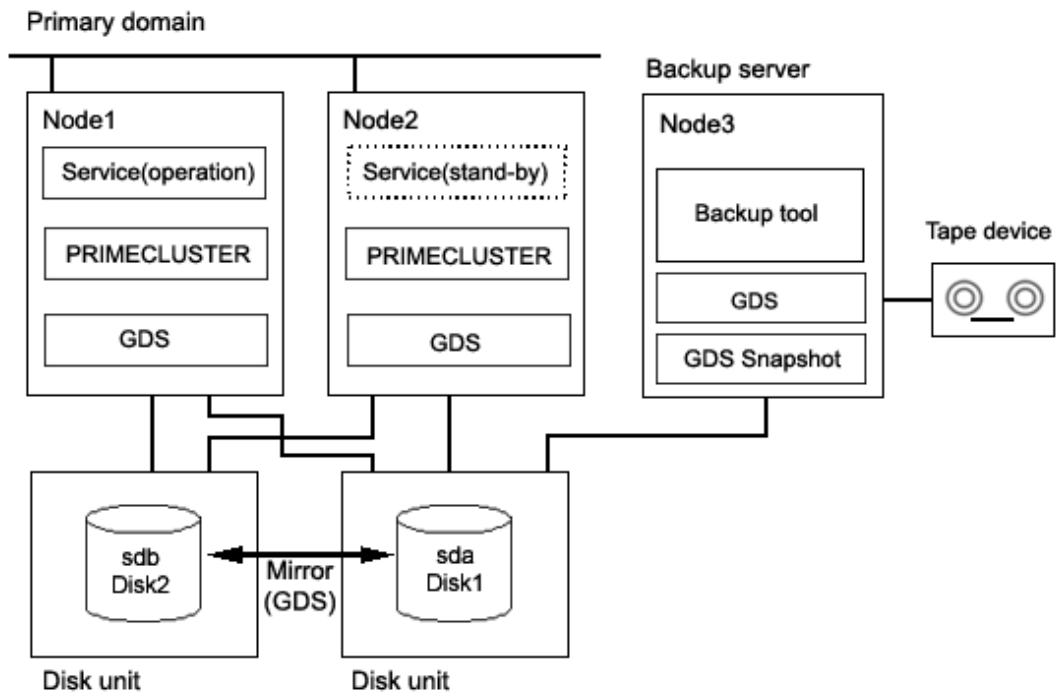 Primary domain
Backup server
Node1
Service(operation)
PRIMECLUSTER
GDS
Node2
Service(stand-by)
PRIMECLUSTER
GDS
Node3
Backup tool
GDS
GDS Snapshot
Tape device
sdb
Disk2
Mirror
(GDS)
sda
Disk1
Disk unit
Disk unit